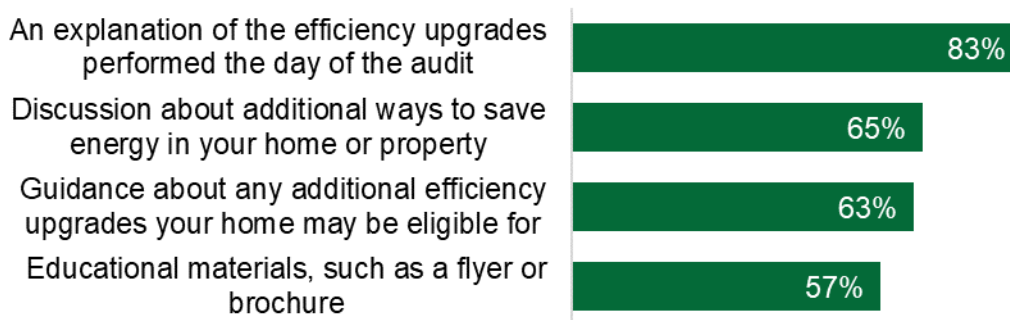 An explanation of the efficiency upgrades
performed the day of the audit
83%
Discussion about additional ways to save
energy in your home or property
65%
Guidance about any additional efficiency
upgrades your home may be eligible for
63%
Educational materials, such as a flyer or
brochure
57%